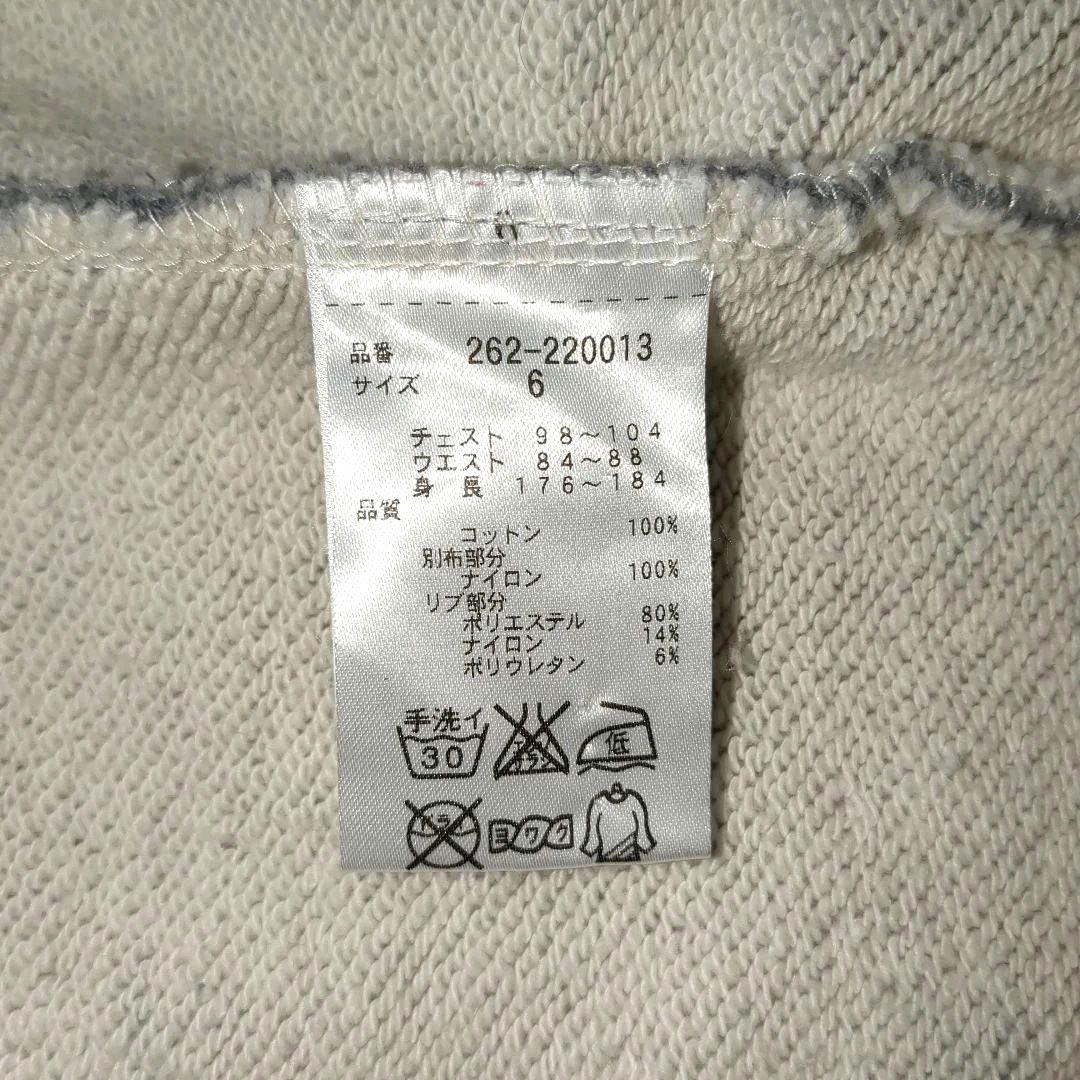 品番 262-220013
サイズ 6
チェスト 98～104
ウエスト 84～88
身 長 176～184
品質
コットン 100%
別布部分
ナイロン 100%
リブ部分
ポリエステル 80%
ナイロン 14%
ポリウレタン 6%
手洗イ
30
低
ヨワク